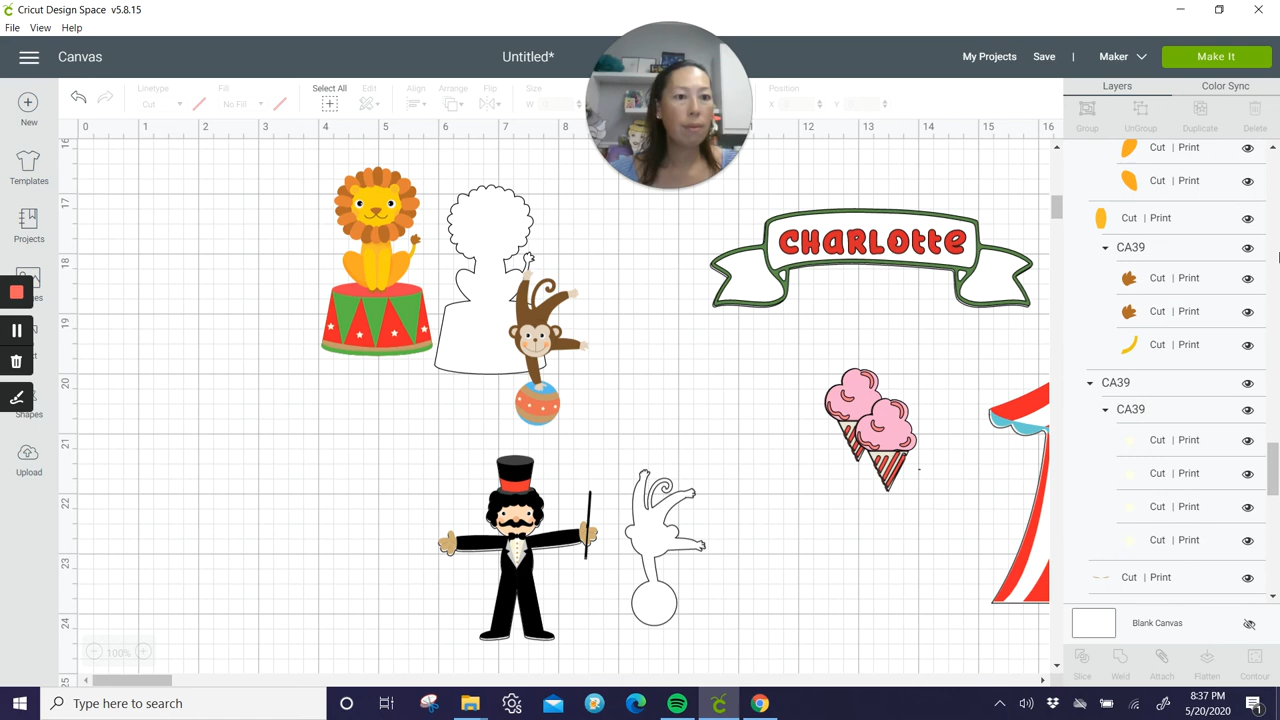 Cricut Design Space v5.8.15
File View Help
Canvas
Untitled*
My Projects Save | Maker Make It
New
Templates
Projects
Shapes
Upload
Linetype
Cut
Fill
No Fill
Select All
Edit
Align
Arrange
Flip
Size
W
Position
X
Y
0 1 2 3 4 5 6 7 8 12 13 14 15 16
16
17
18
19
20
21
22
23
24
25
CHARLOTTE
100%
Layers Color Sync
Group UnGroup Duplicate Delete
Cut | Print
Cut | Print
Cut | Print
CA39
Cut | Print
Cut | Print
Cut | Print
CA39
CA39
Cut | Print
Cut | Print
Cut | Print
Cut | Print
Cut | Print
Blank Canvas
Slice Weld Attach Flatten Contour
Type here to search
8:37 PM
5/20/2020